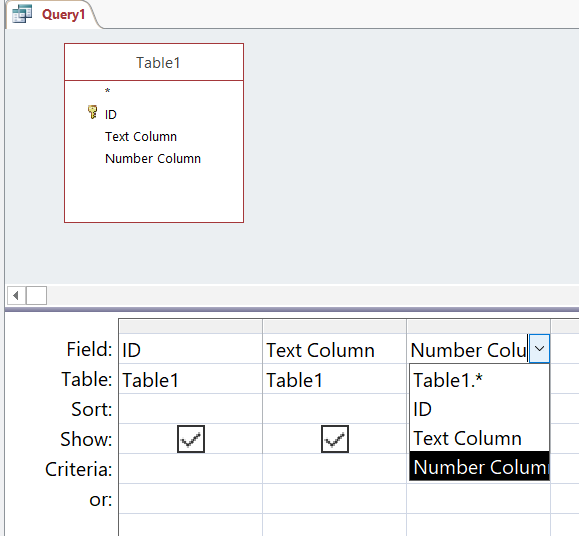 Query1
Table1
*
ID
Text Column
Number Column
Field: ID Text Column Number Colu
Table: Table1 Table1 Table1.*
Sort: ID
Show: Text Column
Criteria: Number Colum
or: